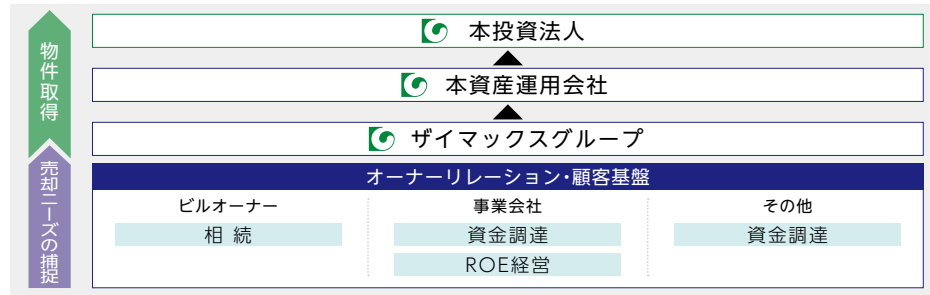 物件取得
売却ニーズの捕捉
本投資法人
本資産運用会社
ザイマックスグループ
オーナーリレーション・顧客基盤
ビルオーナー
相 続
事業会社
資金調達
ROE経営
その他
資金調達